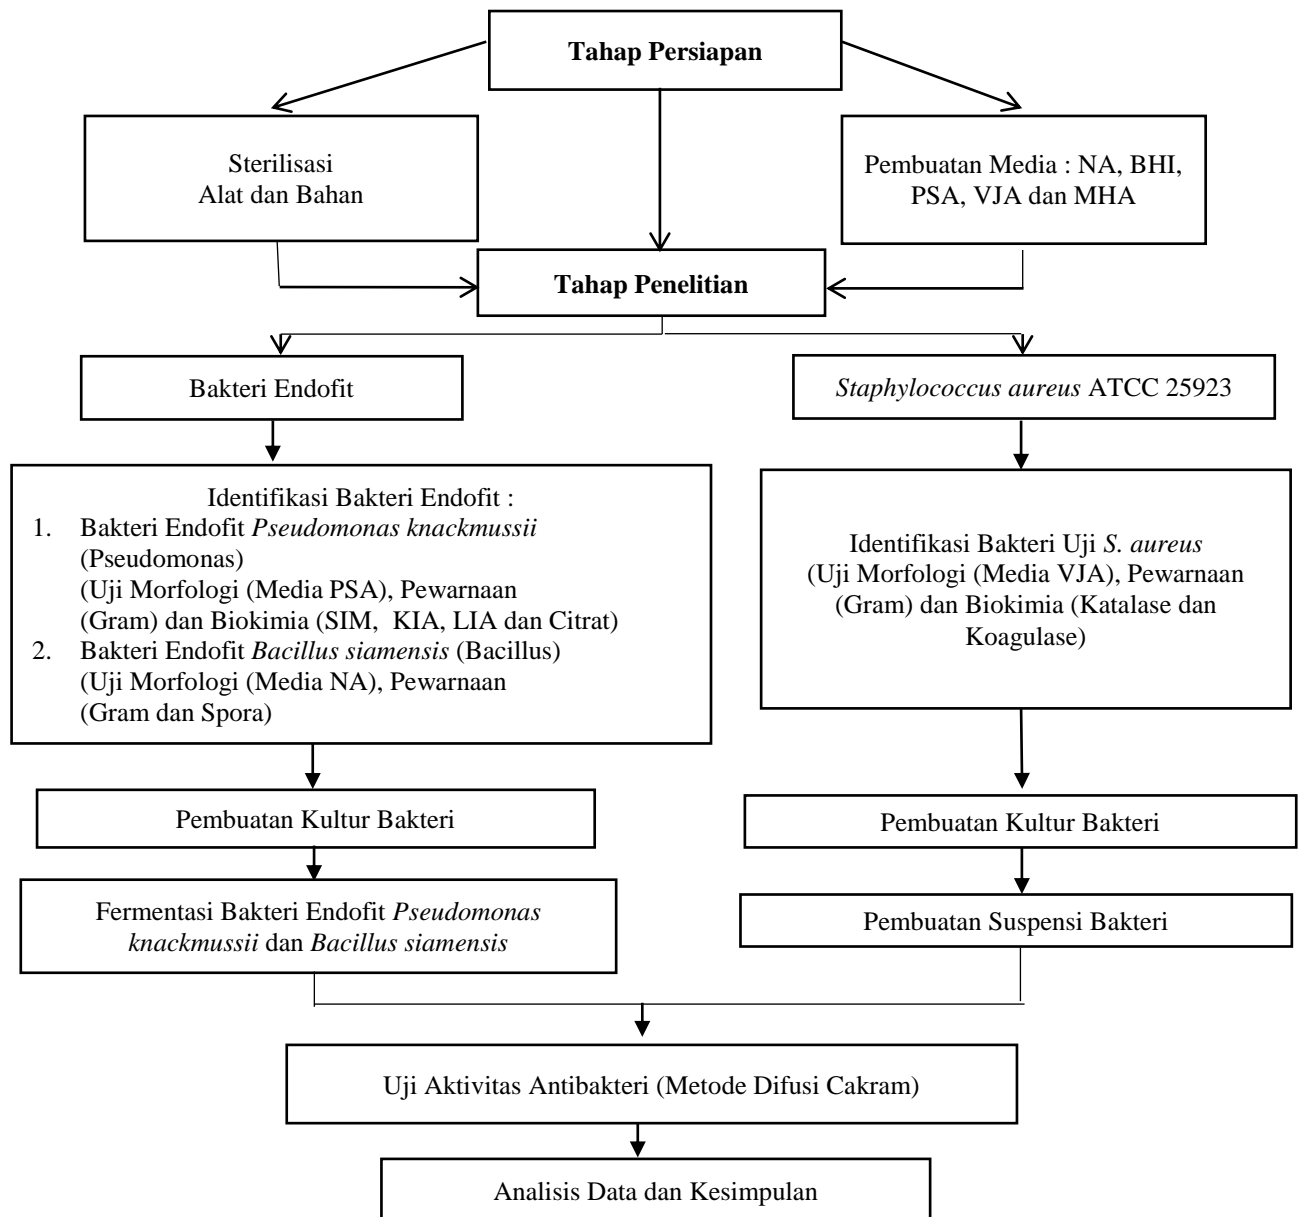 Tahap Persiapan
Sterilisasi
Alat dan Bahan
Pembuatan Media : NA, BHI,
PSA, VJA dan MHA
Tahap Penelitian
Bakteri Endofit
Staphylococcus aureus ATCC 25923
Identifikasi Bakteri Endofit :
1. Bakteri Endofit Pseudomonas knackmussii
(Pseudomonas)
(Uji Morfologi (Media PSA), Pewarnaan
(Gram) dan Biokimia (SIM, KIA, LIA dan Citrat)
2. Bakteri Endofit Bacillus siamensis (Bacillus)
(Uji Morfologi (Media NA), Pewarnaan
(Gram dan Spora)
Identifikasi Bakteri Uji S. aureus
(Uji Morfologi (Media VJA), Pewarnaan
(Gram) dan Biokimia (Katalase dan
Koagulase)
Pembuatan Kultur Bakteri
Pembuatan Kultur Bakteri
Fermentasi Bakteri Endofit Pseudomonas
knackmussii dan Bacillus siamensis
Pembuatan Suspensi Bakteri
Uji Aktivitas Antibakteri (Metode Difusi Cakram)
Analisis Data dan Kesimpulan